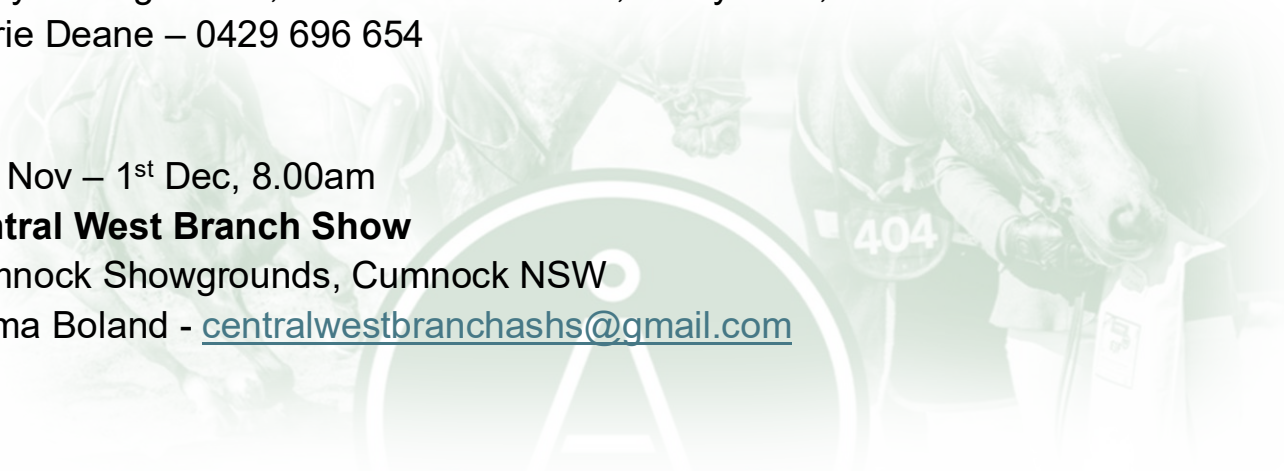 rie Deane – 0429 696 654
Nov – 1st Dec, 8.00am
ntral West Branch Show
nnock Showgrounds, Cumnock NSW
ma Boland - centralwestbranchashs@gmail.com
404